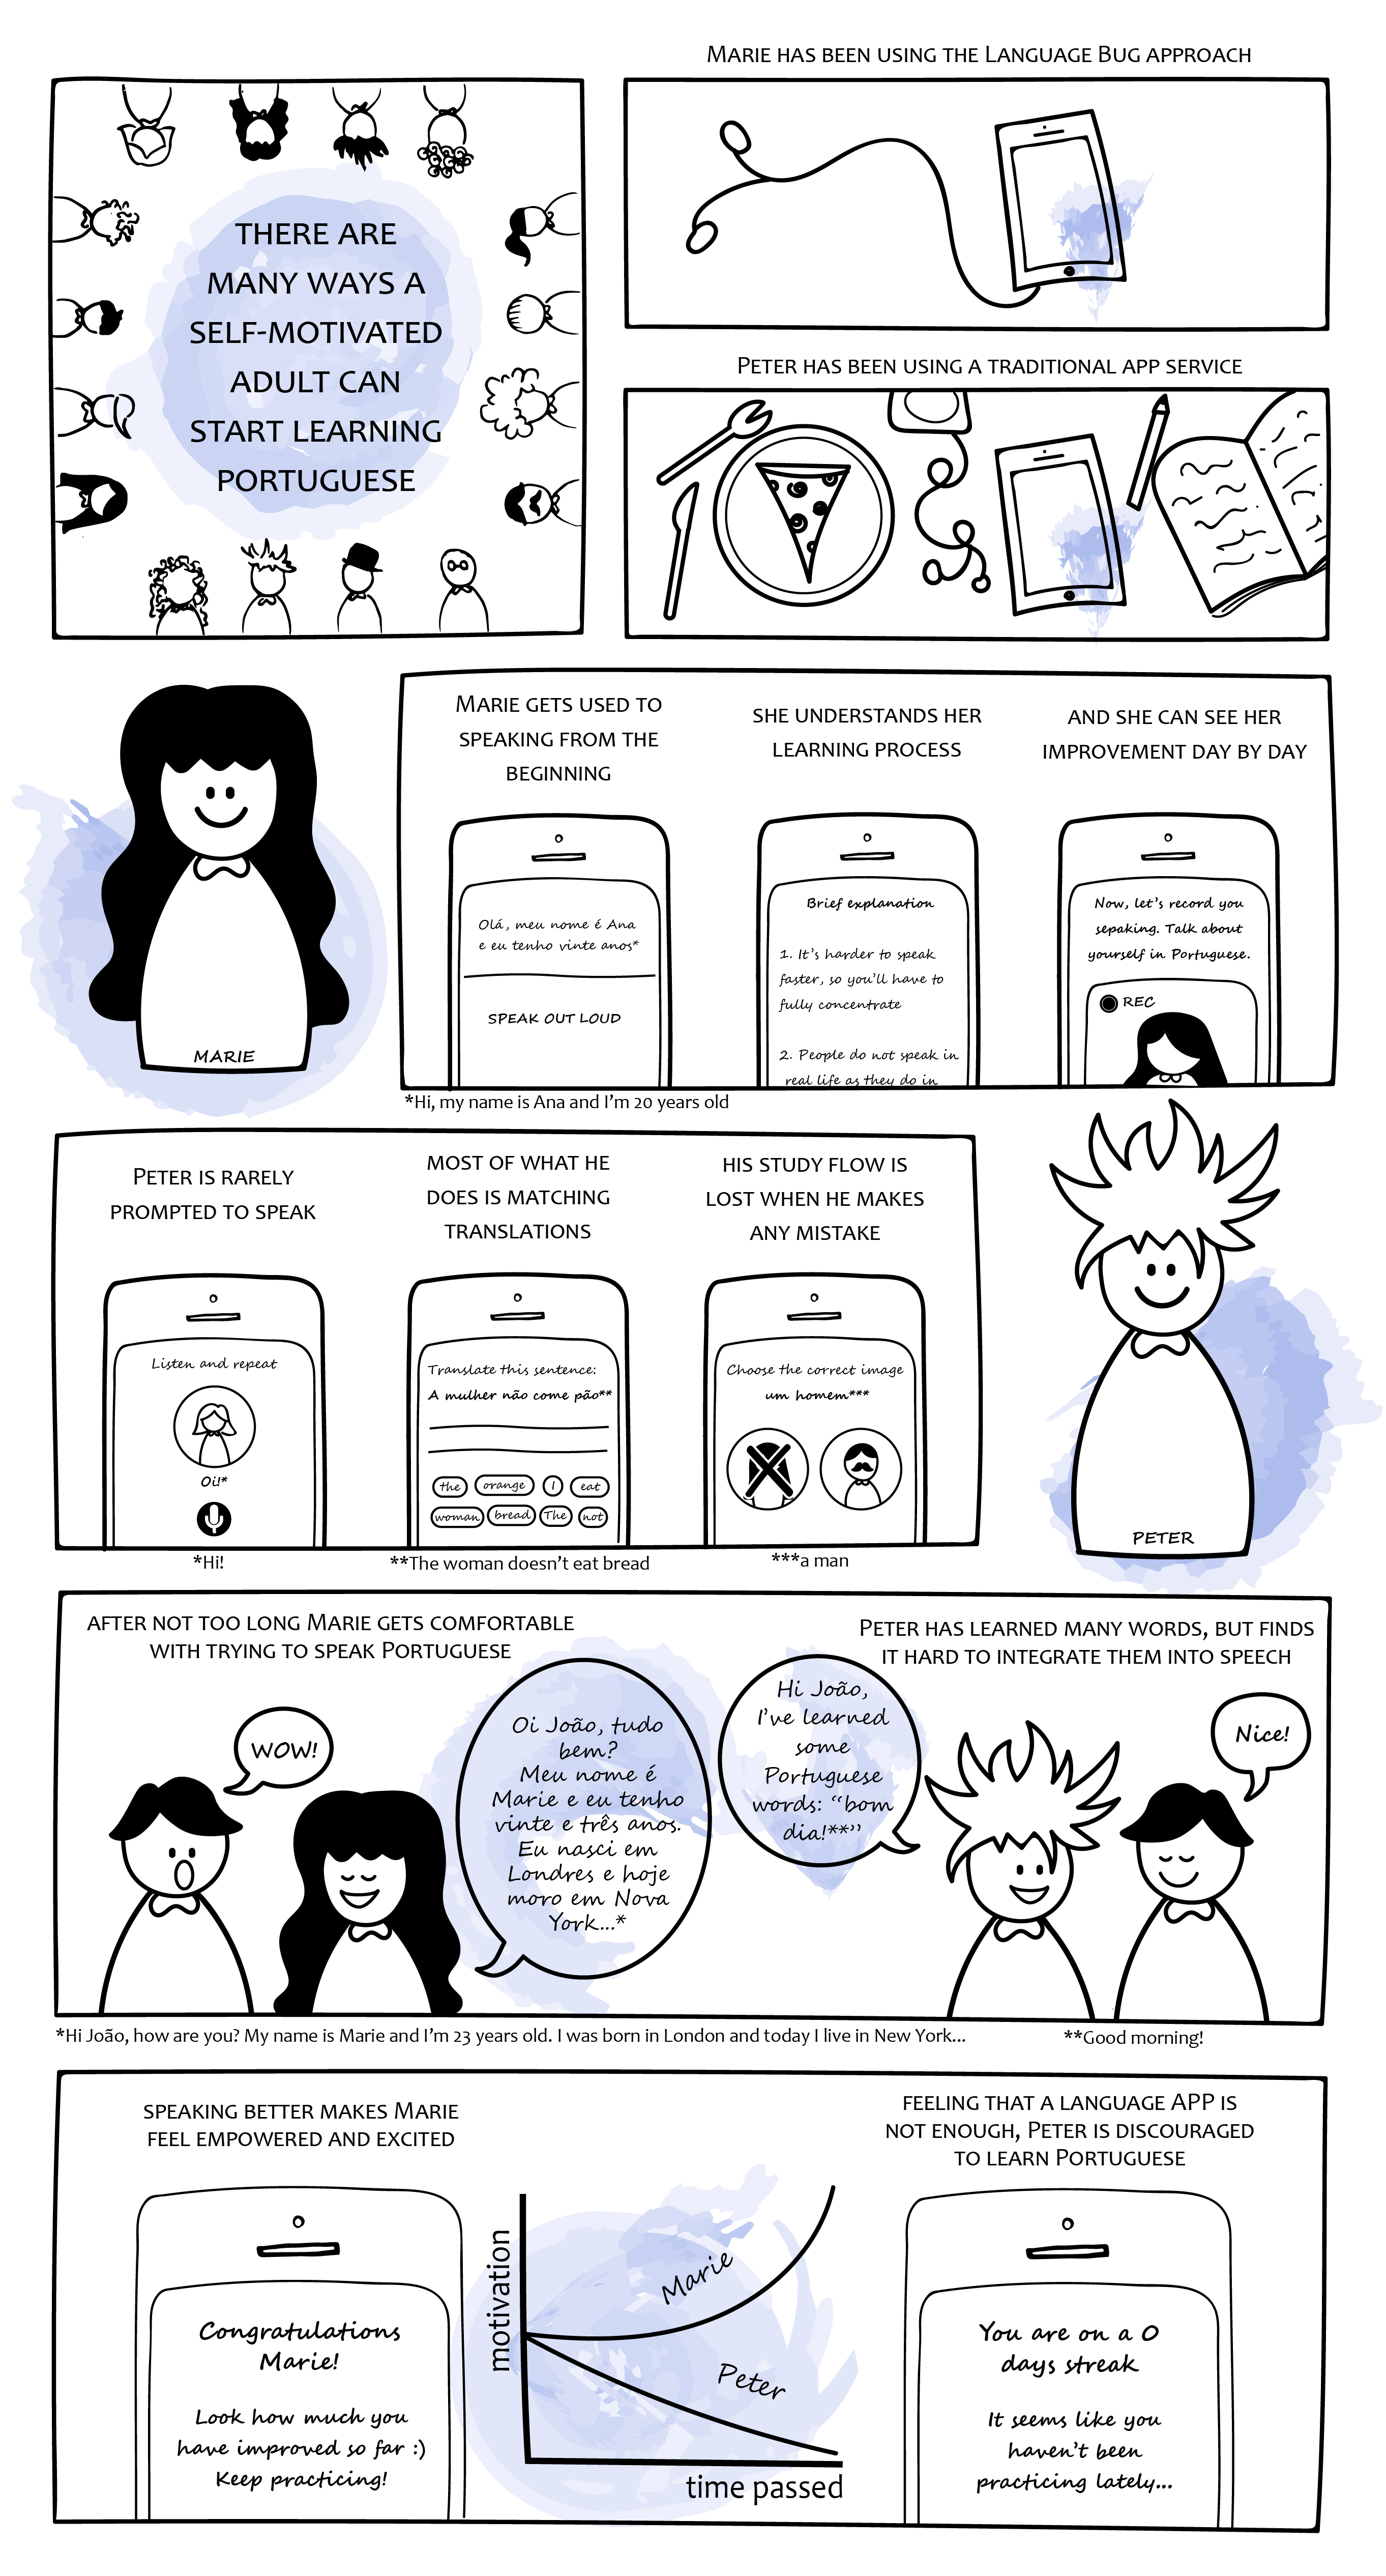 THERE ARE
MANY WAYS A
SELF-MOTIVATED
ADULT CAN
START LEARNING
PORTUGUESE
MARIE HAS BEEN USING THE LANGUAGE BUG APPROACH
PETER HAS BEEN USING A TRADITIONAL APP SERVICE
MARIE
MARIE GETS USED TO
SPEAKING FROM THE
BEGINNING
Olá, meu nome é Ana
e eu tenho vinte anos*
SPEAK OUT LOUD
SHE UNDERSTANDS HER
LEARNING PROCESS
Brief explanation
1. It's harder to speak
faster, so you'll have to
fully concentrate
2. People do not speak in
real life as they do in
AND SHE CAN SEE HER
IMPROVEMENT DAY BY DAY
Now, let's record you
sepaking. Talk about
yourself in Portuguese.
REC
*Hi, my name is Ana and I'm 20 years old
PETER IS RARELY
PROMPTED TO SPEAK
Listen and repeat
Oi!*
MOST OF WHAT HE
DOES IS MATCHING
TRANSLATIONS
Translate this sentence:
A mulher não come pão**
the orange I eat
woman bread The not
HIS STUDY FLOW IS
LOST WHEN HE MAKES
ANY MISTAKE
Choose the correct image
um homem***
PETER
*Hi!
**The woman doesn't eat bread
***a man
AFTER NOT TOO LONG MARIE GETS COMFORTABLE
WITH TRYING TO SPEAK PORTUGUESE
WOW!
Oi João, tudo
bem?
Meu nome é
Marie e eu tenho
vinte e três anos.
Eu nasci em
Londres e hoje
moro em Nova
York...*
PETER HAS LEARNED MANY WORDS, BUT FINDS
IT HARD TO INTEGRATE THEM INTO SPEECH
Hi João,
I've learned
some
Portuguese
words: “bom
dia!**”
Nice!
*Hi João, how are you? My name is Marie and I'm 23 years old. I was born in London and today I live in New York...
**Good morning!
SPEAKING BETTER MAKES MARIE
FEEL EMPOWERED AND EXCITED
Congratulations
Marie!
Look how much you
have improved so far :)
Keep practicing!
motivation
Marie
Peter
time passed
FEELING THAT A LANGUAGE APP IS
NOT ENOUGH, PETER IS DISCOURAGED
TO LEARN PORTUGUESE
You are on a 0
days streak
It seems like you
haven't been
practicing lately...